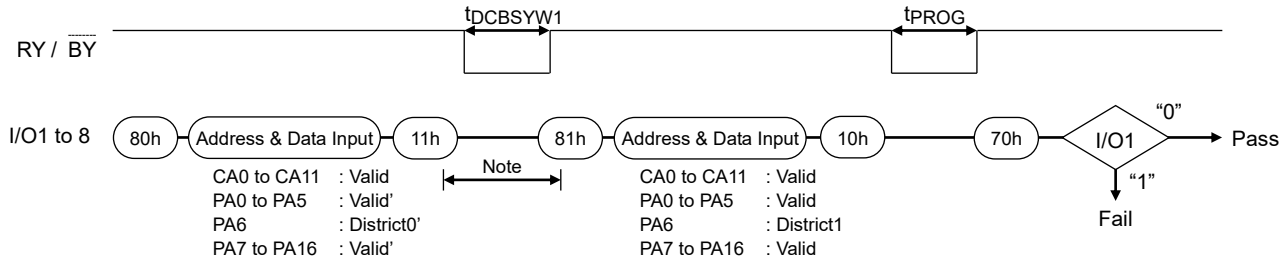 tDCBSYW1 tPROG
RY / BY
I/O1 to 8 80h Address & Data Input 11h 81h Address & Data Input 10h 70h I/O1 “0” Pass
Note “1”
CA0 to CA11 : Valid CA0 to CA11 : Valid
PA0 to PA5 : Valid’ PA0 to PA5 : Valid
Fail
PA6 : District0’ PA6 : District1
PA7 to PA16 : Valid’ PA7 to PA16 : Valid